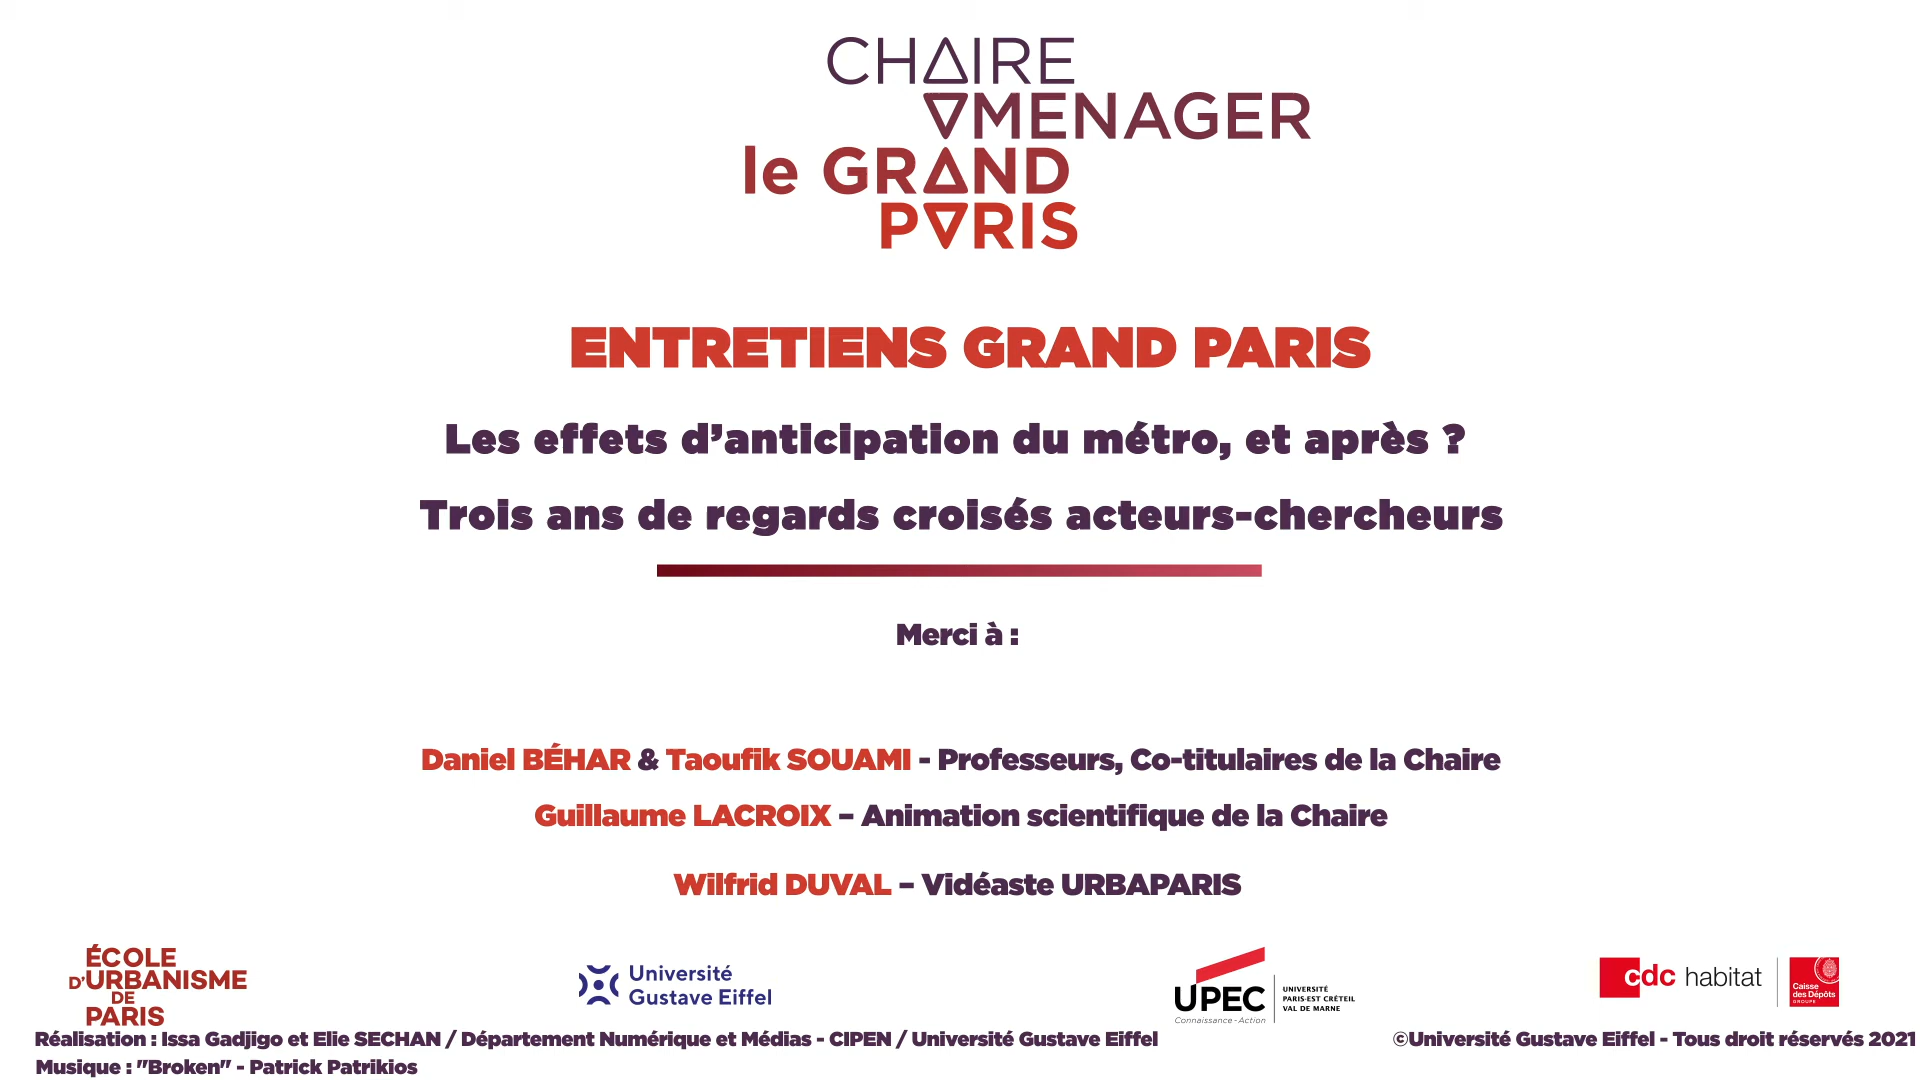 CHAIRE
AMENAGER
le GRAND
PARIS
ENTRETIENS GRAND PARIS
Les effets d’anticipation du métro, et après ?
Trois ans de regards croisés acteurs-chercheurs
Merci à :
Daniel BÉHAR & Taoufik SOUAMI - Professeurs, Co-titulaires de la Chaire
Guillaume LACROIX – Animation scientifique de la Chaire
Wilfrid DUVAL – Vidéaste URBAPARIS
ÉCOLE
D'URBANISME
DE
PARIS
Université
Gustave Eiffel
UPEC
Connaissance - Action
UNIVERSITÉ
PARIS-EST CRÉTEIL
VAL DE MARNE
cdc habitat
Caisse
des Dépôts
GROUPE
Réalisation : Issa Gadjigo et Elie SECHAN / Département Numérique et Médias - CIPEN / Université Gustave Eiffel
©Université Gustave Eiffel - Tous droit réservés 2021
Musique : "Broken" - Patrick Patrikios